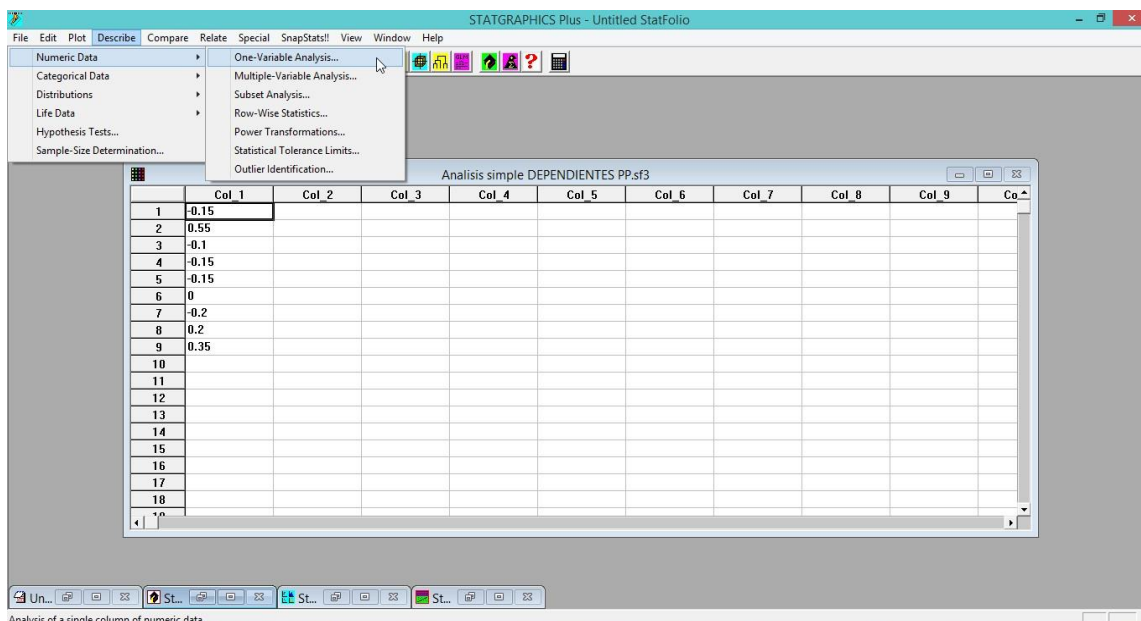 STATGRAPHICS Plus - Untitled StatFolio
File Edit Plot Describe Compare Relate Special SnapStats!! View Window Help
Numeric Data
Categorical Data
Distributions
Life Data
Hypothesis Tests...
Sample-Size Determination...
One-Variable Analysis...
Multiple-Variable Analysis...
Subset Analysis...
Row-Wise Statistics...
Power Transformations...
Statistical Tolerance Limits...
Outlier Identification...
Analisis simple DEPENDIENTES PP.sf3
Col_1 Col_2 Col_3 Col_4 Col_5 Col_6 Col_7 Col_8 Col_9 Co
1 -0.15
2 0.55
3 -0.1
4 -0.15
5 -0.15
6 0
7 -0.2
8 0.2
9 0.35
10
11
12
13
14
15
16
17
18
Un... St... St... St...
Analysis of a single column of numeric data